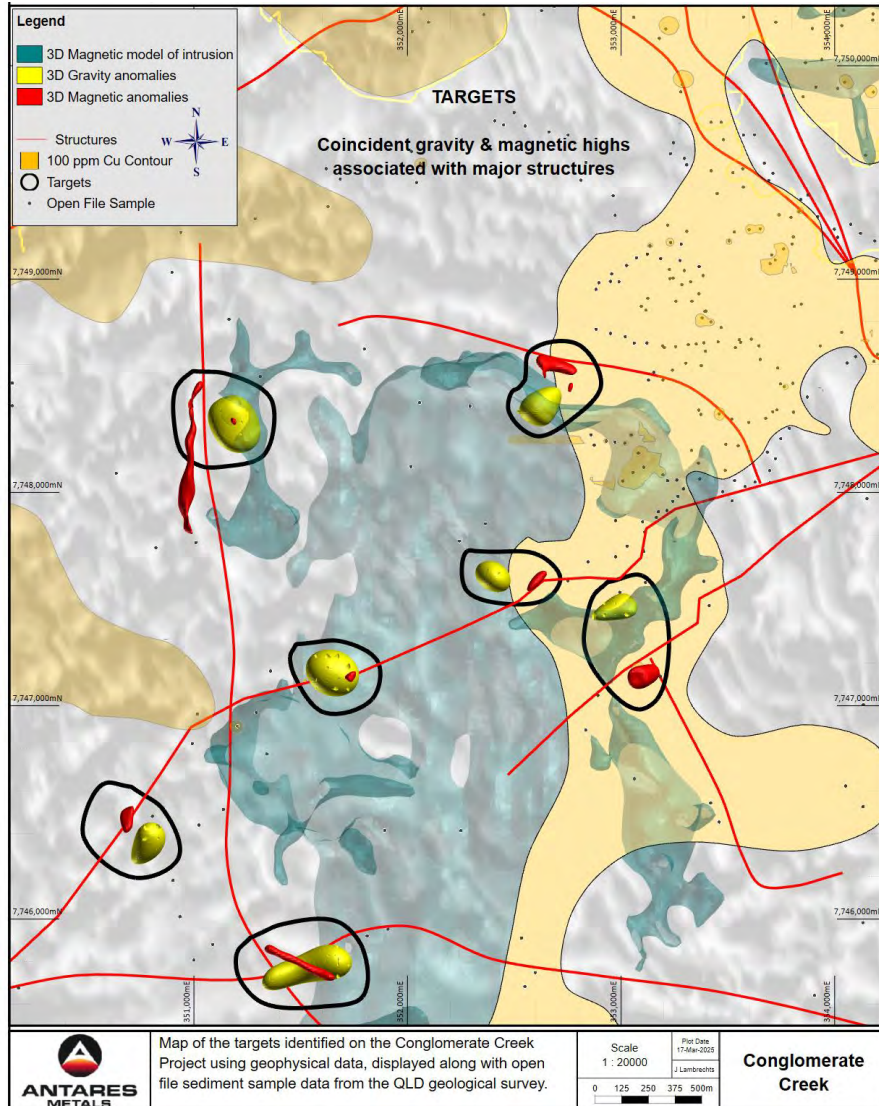 Legend
3D Magnetic model of intrusion
3D Gravity anomalies
3D Magnetic anomalies
Structures
100 ppm Cu Contour
Targets
Open File Sample
N
W
E
S
352,000mE
353,000mE
354,000mE
7,750,000mN
TARGETS
Coincident gravity & magnetic highs
associated with major structures
7,749,000mN
7,749,000mN
7,748,000mN
7,748,000mN
7,747,000mN
7,747,000mN
7,746,000mN
7,746,000mN
351,000mE
352,000mE
353,000mE
354,000mE
ANTARES
METALS
Map of the targets identified on the Conglomerate Creek
Project using geophysical data, displayed along with open
file sediment sample data from the QLD geological survey.
Scale
1 : 20000
Plot Date
17-Mar-2025
J Lambrechts
0 125 250 375 500m
Conglomerate
Creek